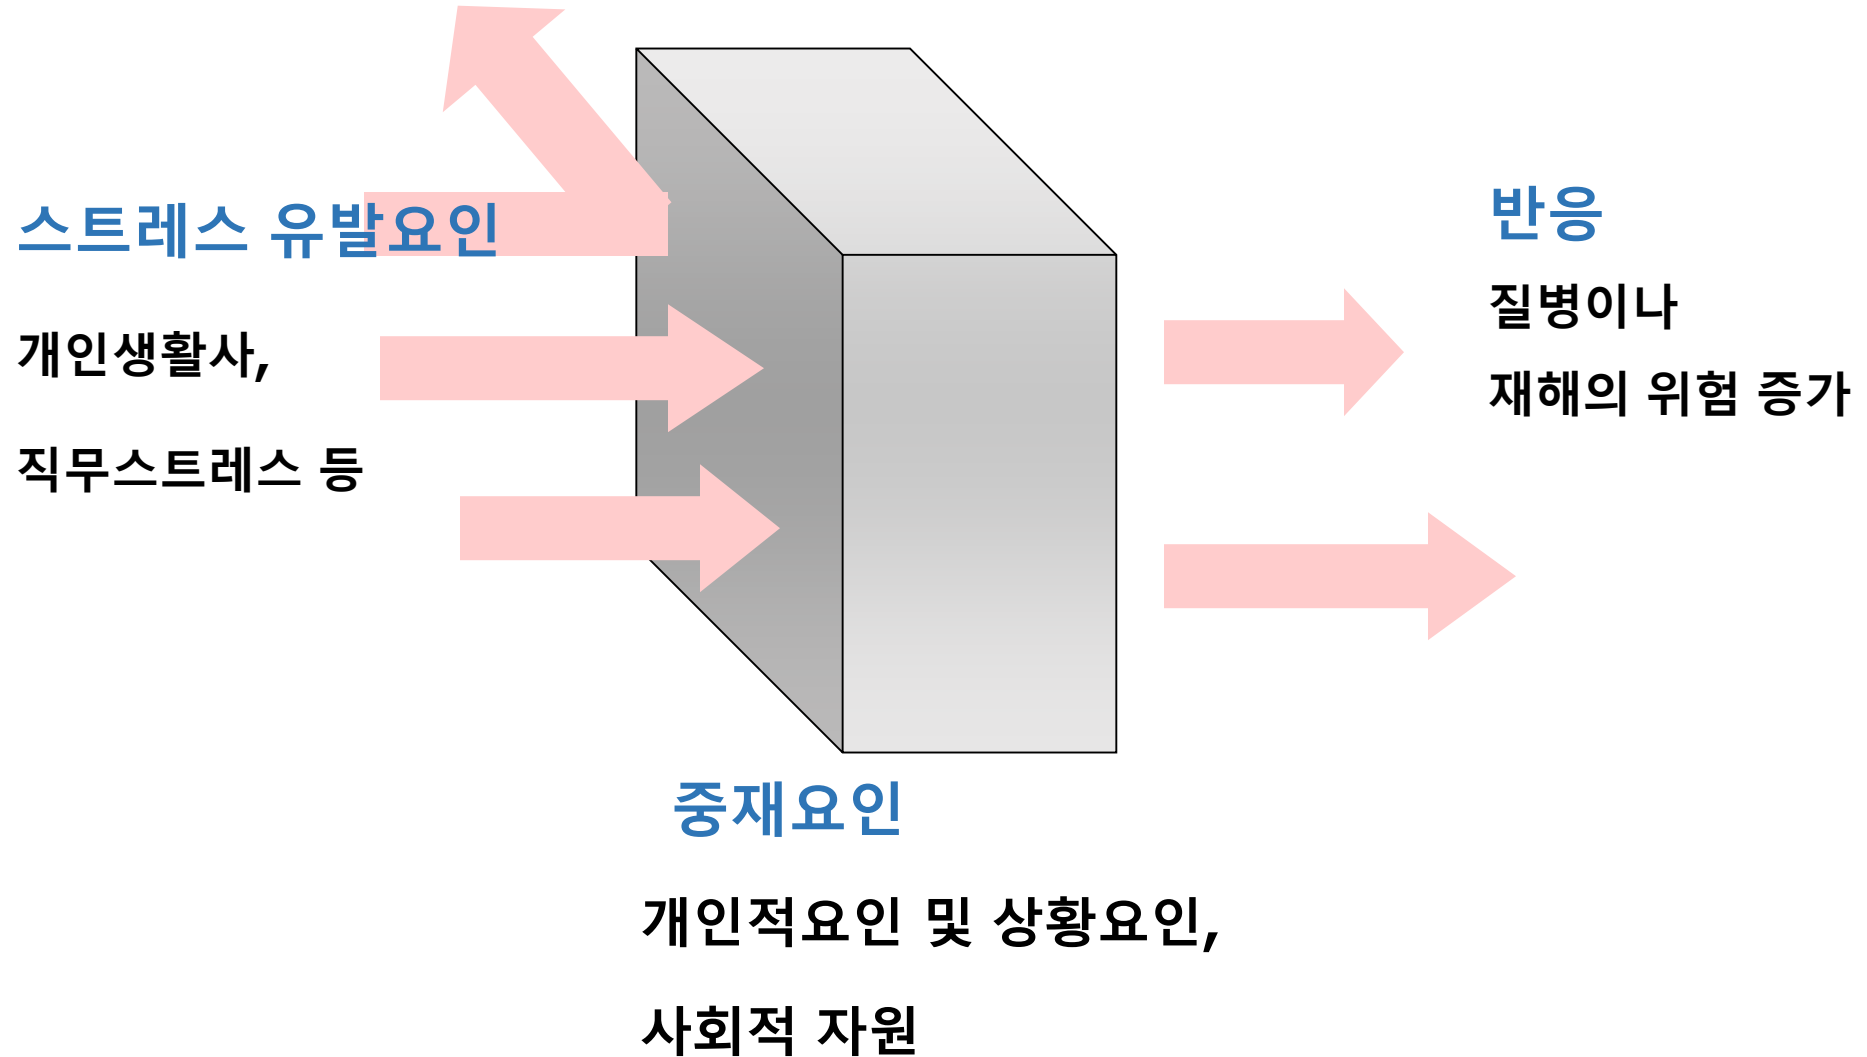 스트레스 유발요인
개인생활사,
직무스트레스 등
반응
질병이나
재해의 위험 증가
중재요인
개인적요인 및 상황요인,
사회적 자원